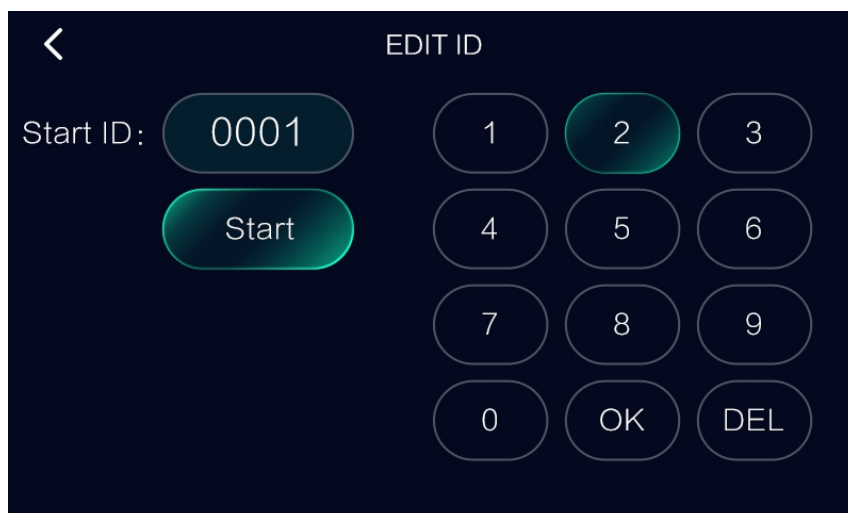 EDIT ID
Start ID: 0001
Start
1 2 3
4 5 6
7 8 9
0 OK DEL